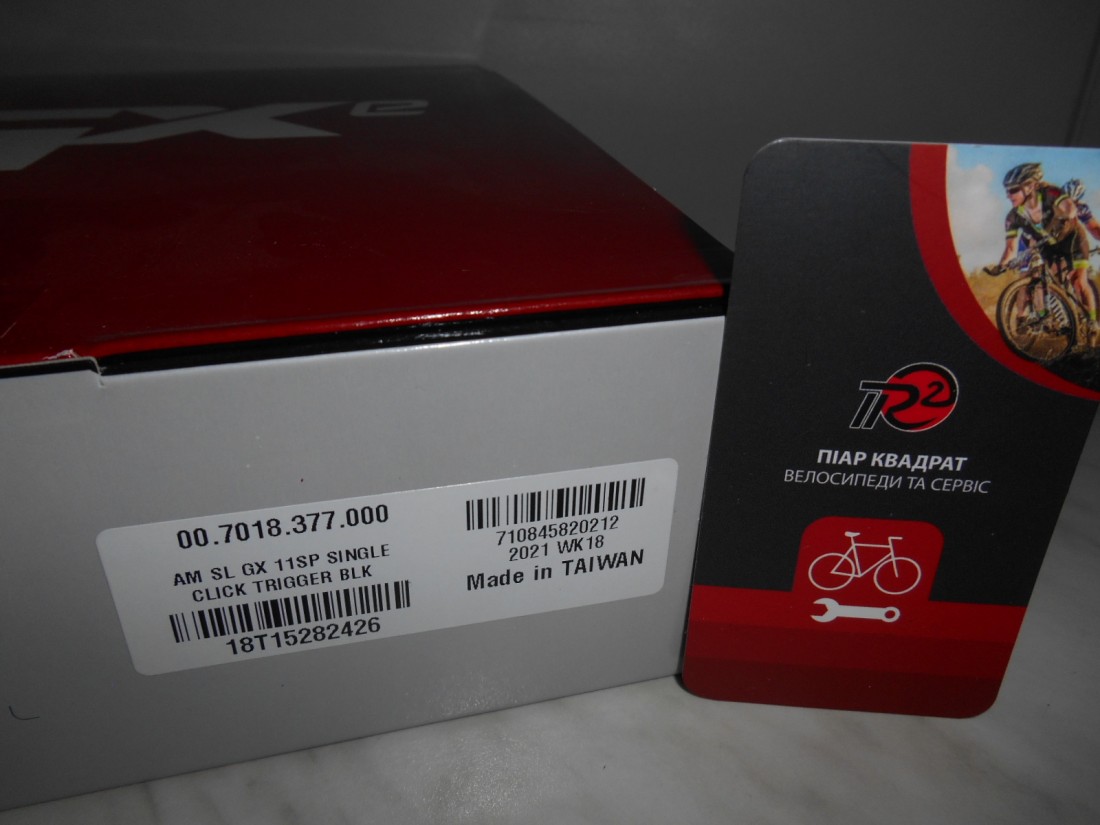 00.7018.377.000
AM SL GX 11SP SINGLE
CLICK TRIGGER BLK
18T15282426
710845820212
2021 WK18
Made in TAIWAN
R2
ПІАР КВАДРАТ
ВЕЛОСИПЕДИ ТА СЕРВІС